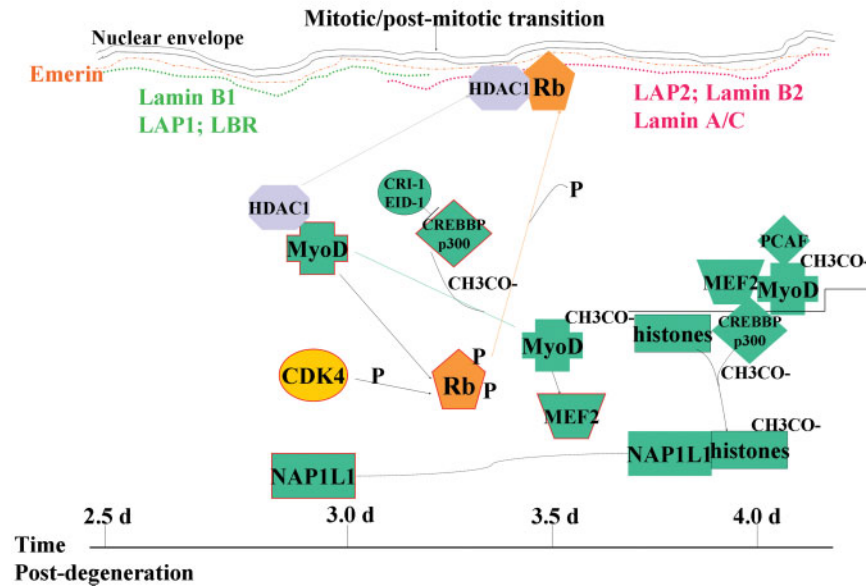 Mitotic/post-mitotic transition
Nuclear envelope
Emerin
HDAC1
Rb
Lamin B1
LAP1; LBR
LAP2; Lamin B2
Lamin A/C
CRI-1
EID-1
P
HDAC1
CREBBP
p300
MyoD
PCAF
CH3CO-
MEF2
MyoD
CH3CO-
CH3CO-
histones
CREBBP
p300
MyoD
P
CDK4
P
Rb
P
CH3CO-
MEF2
CH3CO-
NAP1L1
NAP1L1
histones
2.5 d
3.0 d
3.5 d
4.0 d
Time
Post-degeneration